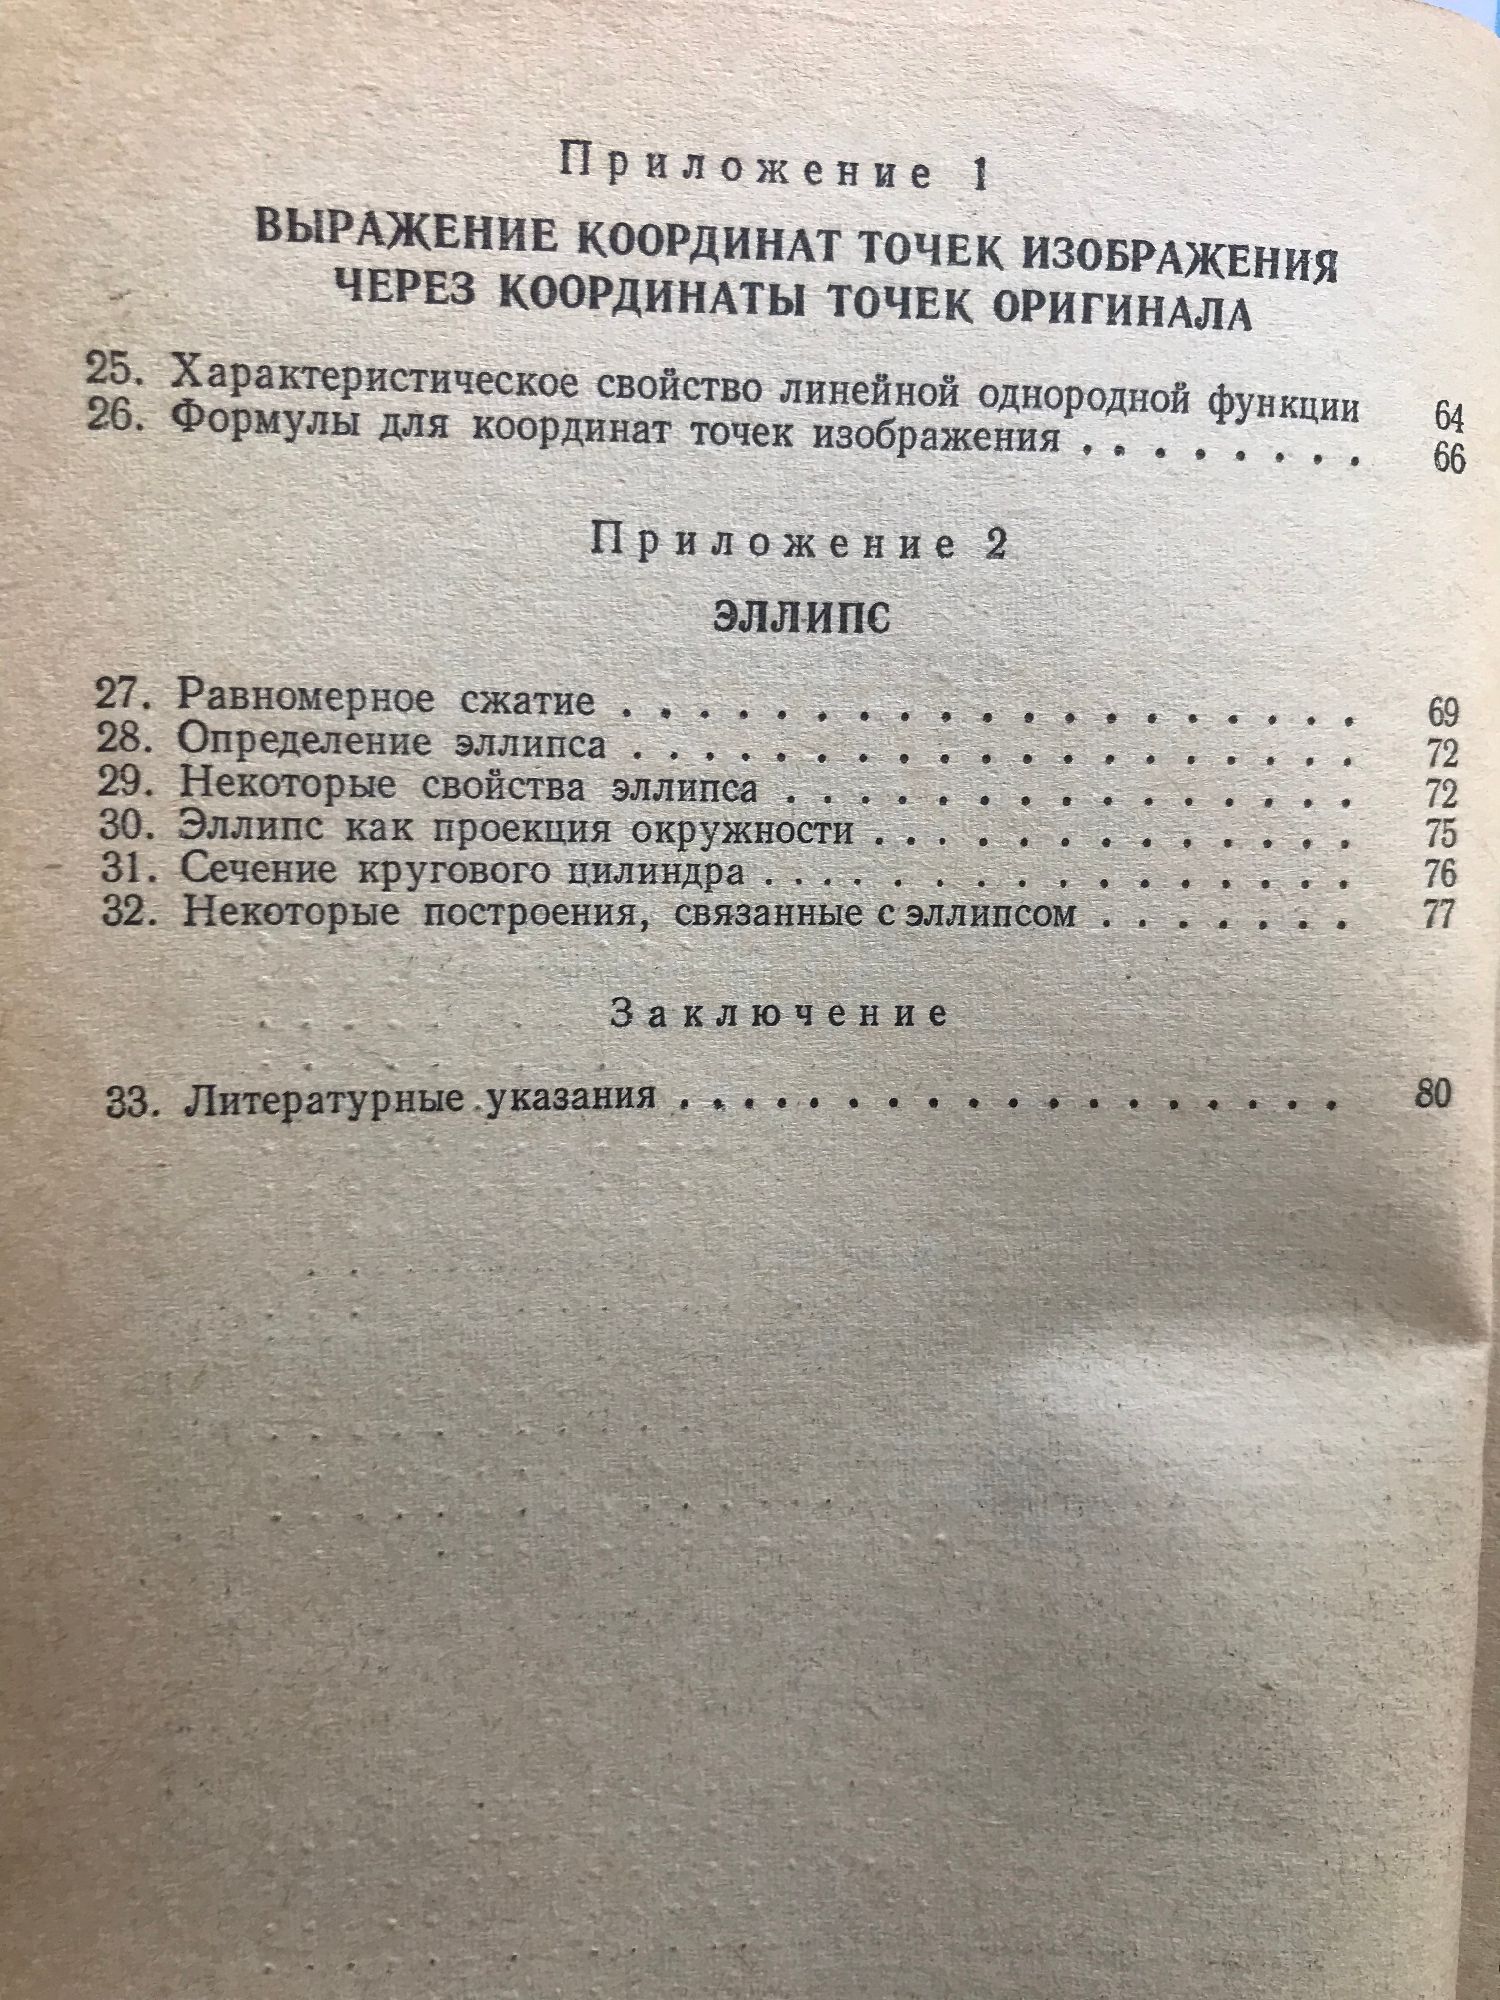 Приложение 1
ВЫРАЖЕНИЕ КООРДИНАТ ТОЧЕК ИЗОБРАЖЕНИЯ
ЧЕРЕЗ КООРДИНАТЫ ТОЧЕК ОРИГИНАЛА
25. Характеристическое свойство линейной однородной функции 64
26. Формулы для координат точек изображения . . . . . . . . 66
Приложение 2
ЭЛЛИПС
27. Равномерное сжатие . . . . . . . . . . . . . . . . . . . 69
28. Определение эллипса . . . . . . . . . . . . . . . . . . . 72
29. Некоторые свойства эллипса . . . . . . . . . . . . . . . 72
30. Эллипс как проекция окружности . . . . . . . . . . . . . 75
31. Сечение кругового цилиндра . . . . . . . . . . . . . . . 76
32. Некоторые построения, связанные с эллипсом . . . . . . . 77
Заключение
33. Литературные указания . . . . . . . . . . . . . . . . . . 80